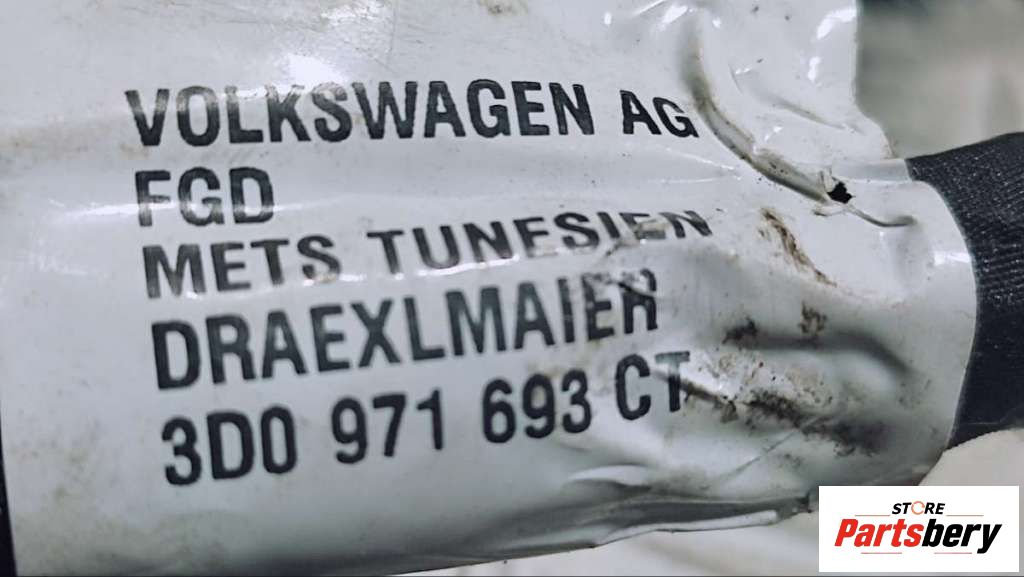 VOLKSWAGEN AG
FGD
METS TUNESIEN
DRAEXLMAIER
3D0 971 693 CT
STORE
Partsbery